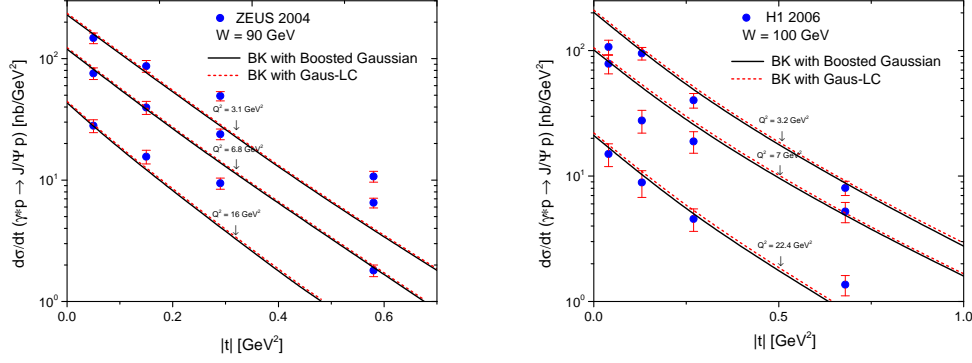 ZEUS 2004
W = 90 GeV
BK with Boosted Gaussian
BK with Gaus-LC
Q² = 3.1 GeV²
Q² = 6.8 GeV²
Q² = 16 GeV²
dσ/dt (γ*p → J/Ψ p) [nb/GeV²]
10²
10¹
10⁰
0.0 0.2 0.4 0.6
|t| [GeV²]
H1 2006
W = 100 GeV
BK with Boosted Gaussian
BK with Gaus-LC
Q² = 3.2 GeV²
Q² = 7 GeV²
Q² = 22.4 GeV²
dσ/dt (γ*p → J/Ψ p) [nb/GeV²]
10²
10¹
10⁰
0.0 0.5 1.0
|t| [GeV²]